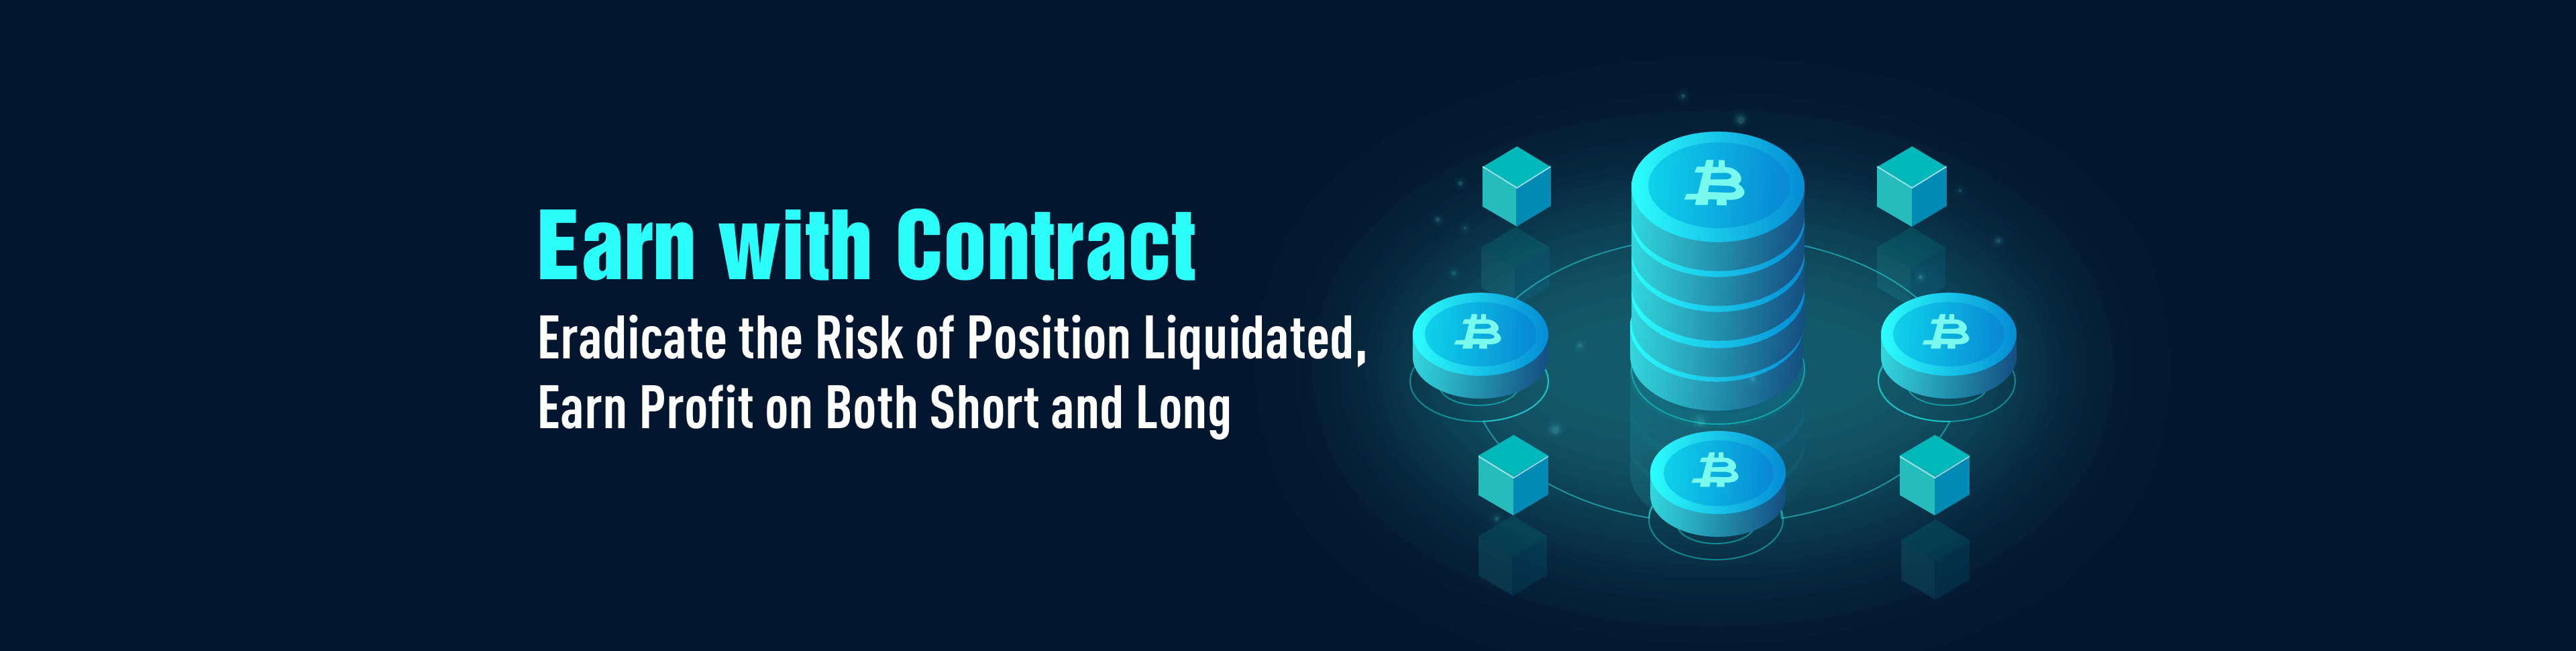 Earn with Contract
Eradicate the Risk of Position Liquidated,
Earn Profit on Both Short and Long